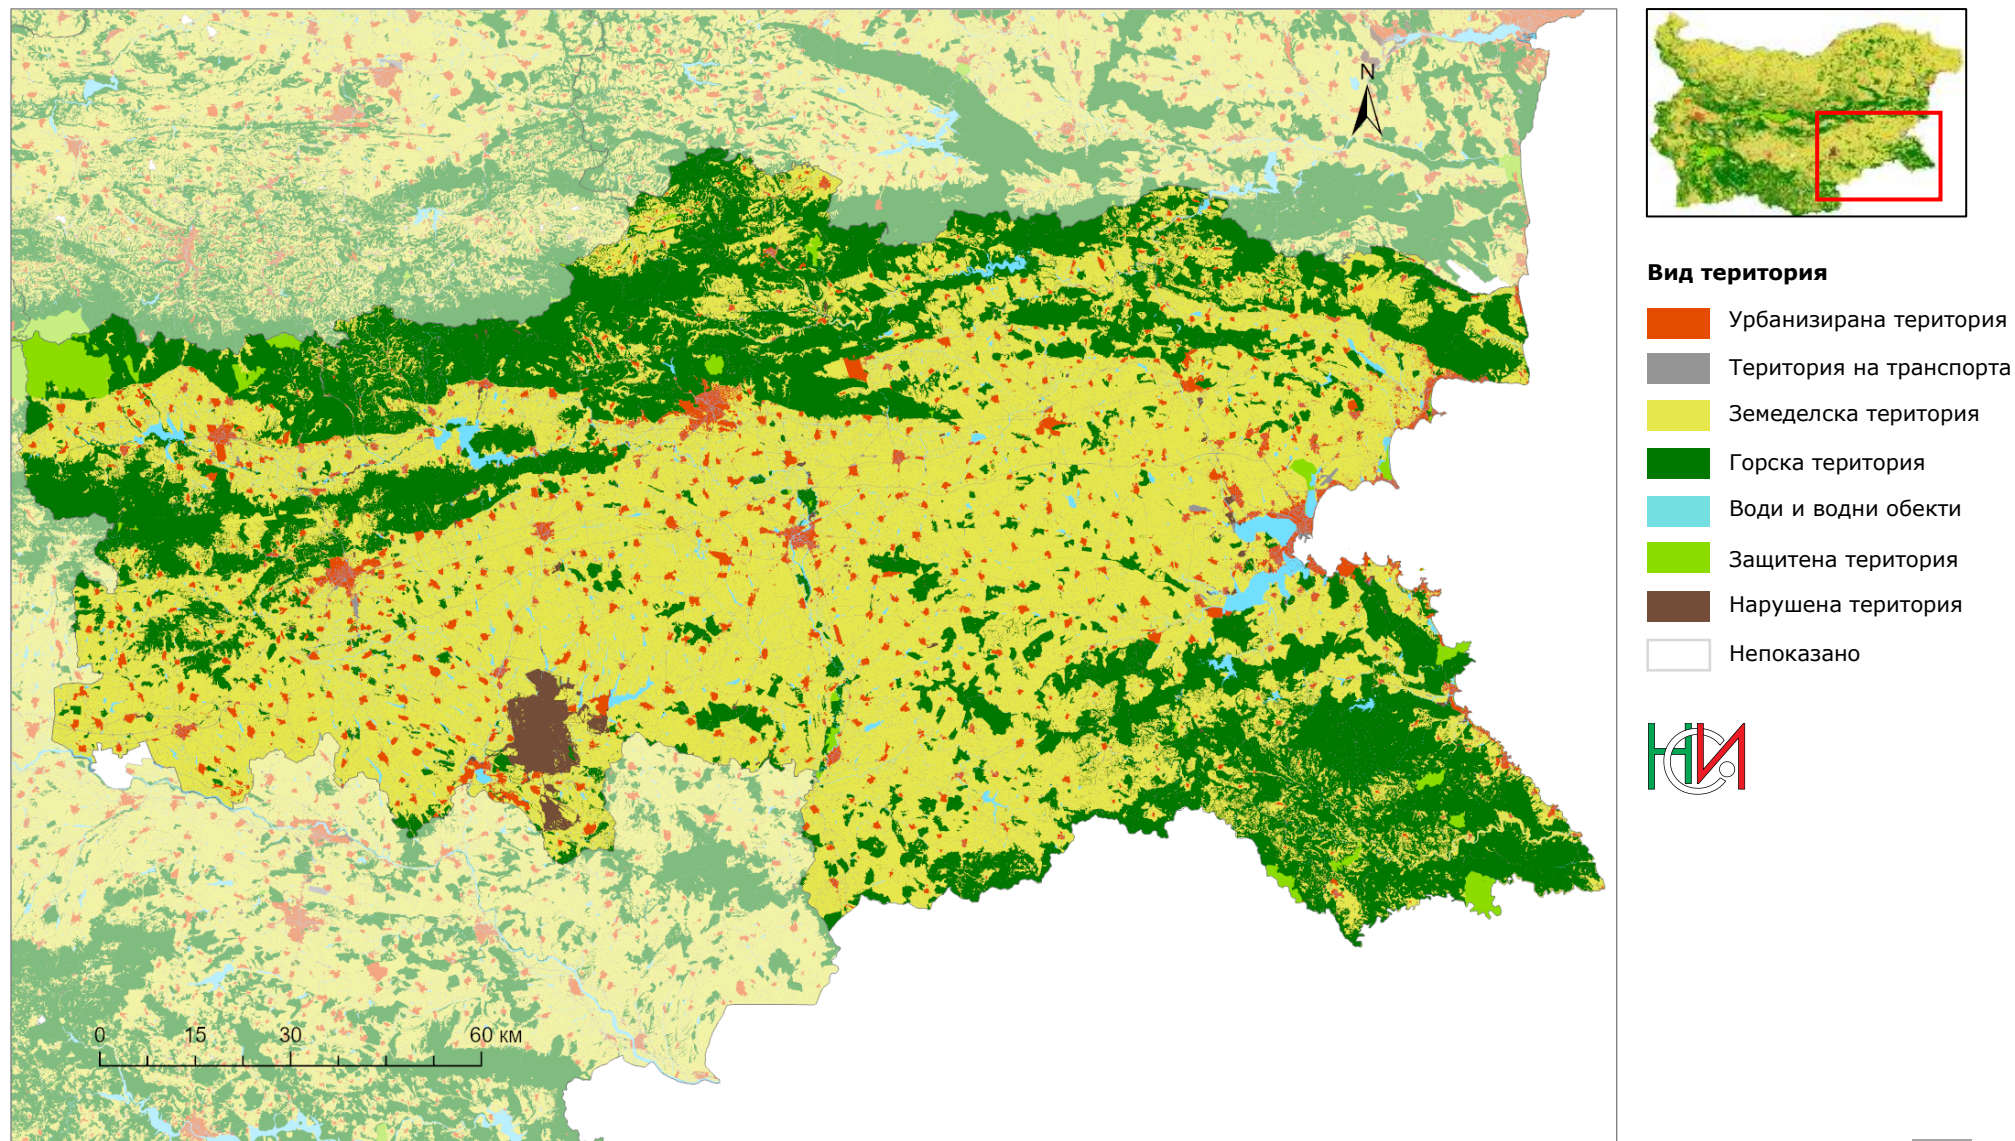 N
Вид територия
Урбанизирана територия
Територия на транспорта
Земеделска територия
Горска територия
Води и водни обекти
Защитена територия
Нарушена територия
Непоказано
НСИ
0 15 30 60 км